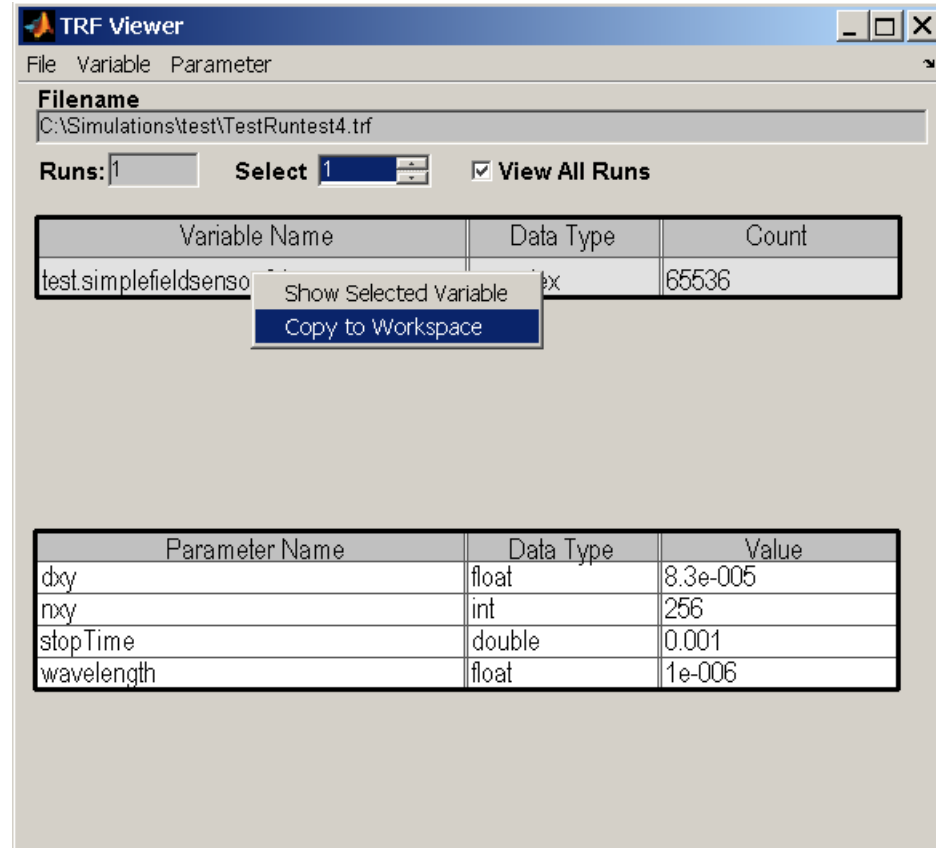 TRF Viewer
File Variable Parameter
Filename
C:\Simulations\test\TestRuntest4.trf
Runs: 1 Select 1 View All Runs
Variable Name Data Type Count
test.simplefieldsenso 65536
Show Selected Variable
Copy to Workspace
Parameter Name Data Type Value
dxy float 8.3e-005
nxy int 256
stopTime double 0.001
wavelength float 1e-006